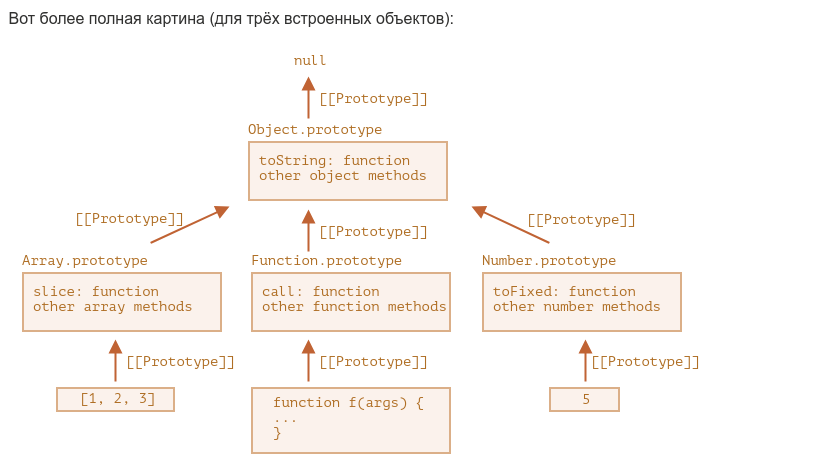 Вот более полная картина (для трёх встроенных объектов):
null
[[Prototype]]
Object.prototype
toString: function
other object methods
[[Prototype]]
[[Prototype]]
[[Prototype]]
Array.prototype
Function.prototype
Number.prototype
slice: function
other array methods
call: function
other function methods
toFixed: function
other number methods
[[Prototype]]
[[Prototype]]
[[Prototype]]
[1, 2, 3]
function f(args) {
...
}
5